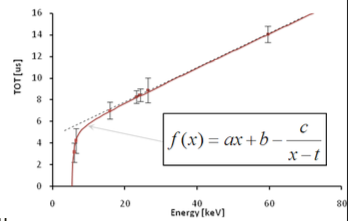 TOT[us]
16
14
12
10
8
6
4
2
0
f(x) = ax + b - \frac{c}{x-t}
0 20 40 60 80
Energy [keV]